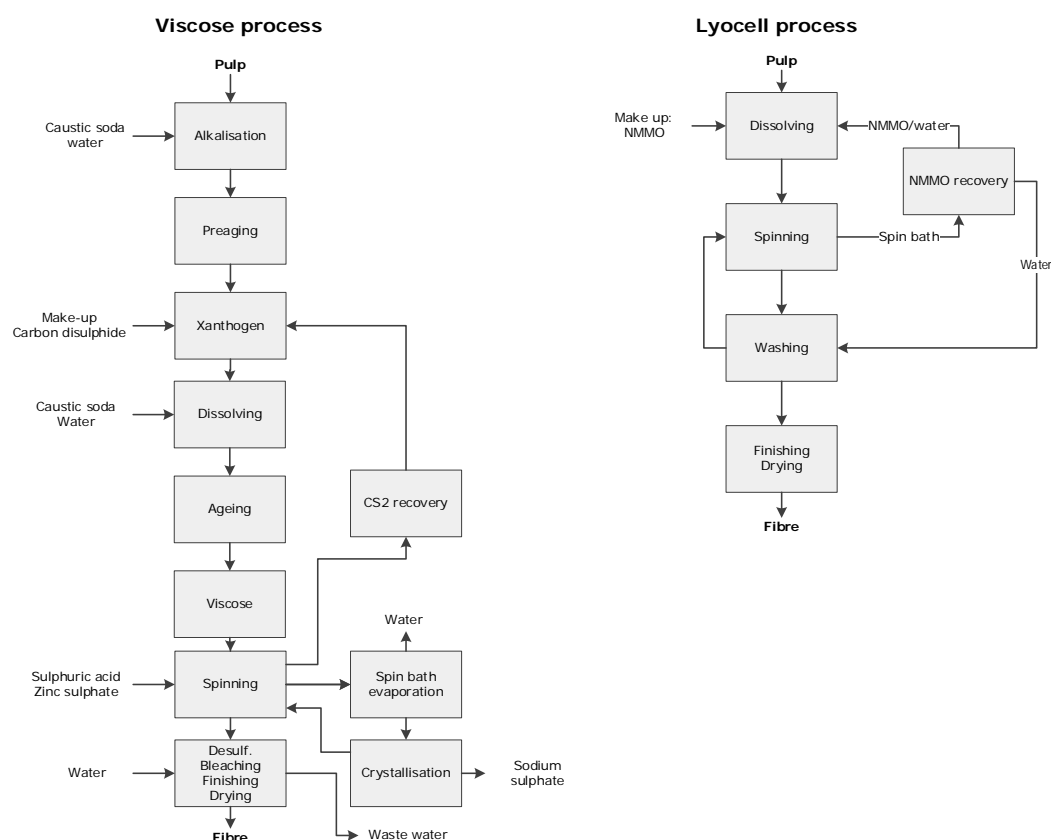 Viscose process
Pulp
Caustic soda
water
Alkalisation
Preaging
Make-up
Carbon disulphide
Xanthogen
Caustic soda
Water
Dissolving
Ageing
CS2 recovery
Viscose
Sulphuric acid
Zinc sulphate
Spinning
Water
Spin bath
evaporation
Water
Desulf.
Bleaching
Finishing
Drying
Crystallisation
Sodium
sulphate
Fibre
Waste water
Lyocell process
Pulp
Make up:
NMMO
Dissolving
NMMO/water
NMMO recovery
Spinning
Spin bath
Water
Washing
Finishing
Drying
Fibre